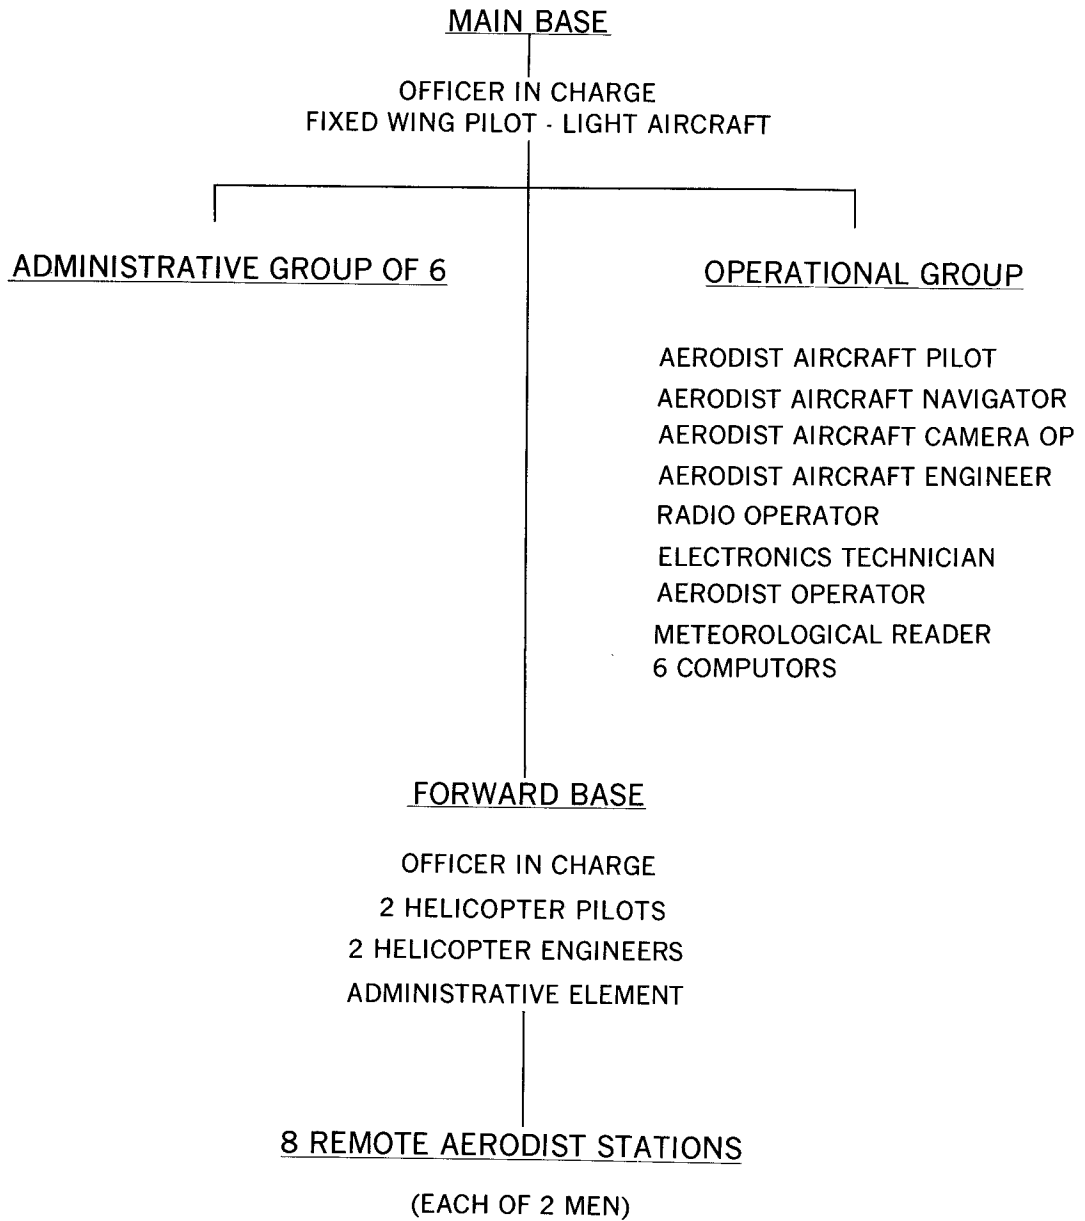 MAIN BASE
OFFICER IN CHARGE
FIXED WING PILOT - LIGHT AIRCRAFT
ADMINISTRATIVE GROUP OF 6
OPERATIONAL GROUP
AERODIST AIRCRAFT PILOT
AERODIST AIRCRAFT NAVIGATOR
AERODIST AIRCRAFT CAMERA OP
AERODIST AIRCRAFT ENGINEER
RADIO OPERATOR
ELECTRONICS TECHNICIAN
AERODIST OPERATOR
METEOROLOGICAL READER
6 COMPUTORS
FORWARD BASE
OFFICER IN CHARGE
2 HELICOPTER PILOTS
2 HELICOPTER ENGINEERS
ADMINISTRATIVE ELEMENT
8 REMOTE AERODIST STATIONS
(EACH OF 2 MEN)